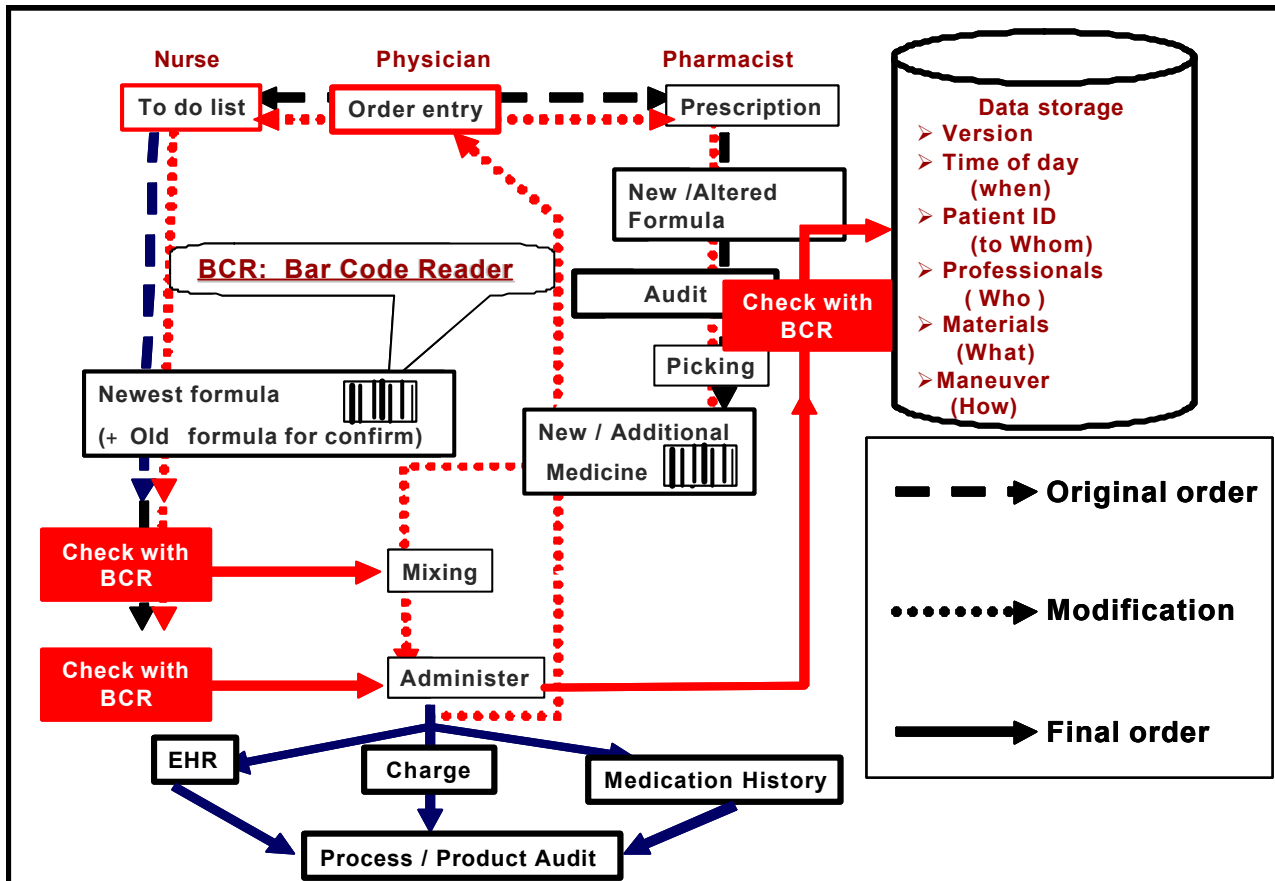 Nurse
Physician
Pharmacist
To do list
Order entry
Prescription
Data storage
➢ Version
➢ Time of day
(when)
➢ Patient ID
(to Whom)
➢ Professionals
( Who )
➢ Materials
(What)
➢Maneuver
(How)
New /Altered
Formula
BCR:  Bar Code Reader
Audit
Check with
BCR
Picking
Newest formula
(+ Old formula for confirm)
New / Additional
Medicine
Original order
Check with
BCR
Mixing
Modification
Check with
BCR
Administer
Final order
EHR
Charge
Medication History
Process / Product Audit